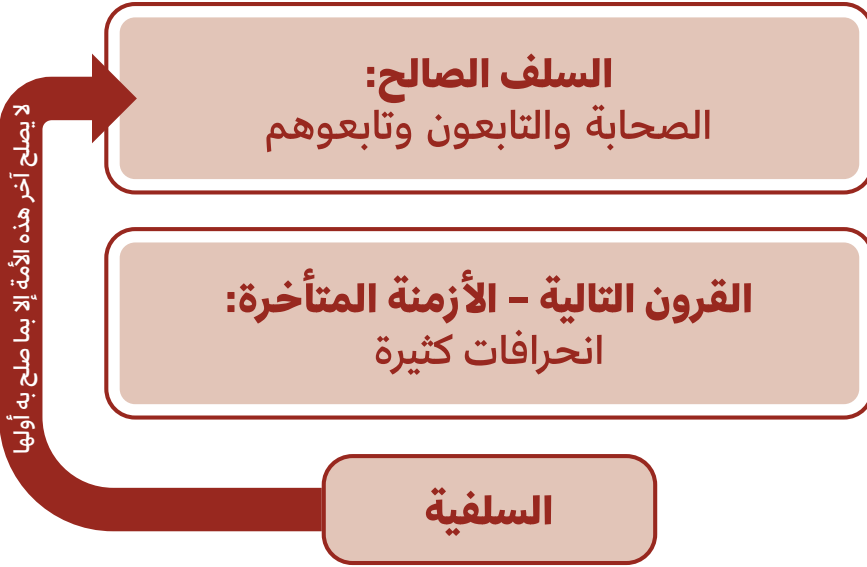 السلف الصالح:
الصحابة والتابعون وتابعوهم
القرون التالية – الأزمنة المتأخرة:
انحرافات كثيرة
السلفية
لا يصلح آخر هذه الأمة إلا بما صلح به أولها